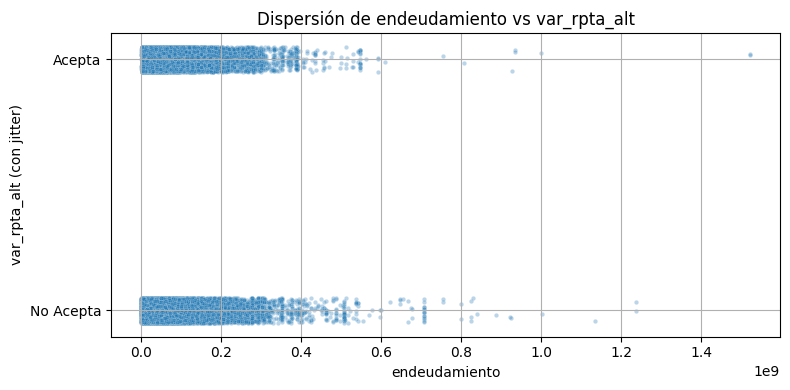 Dispersión de endeudamiento vs var_rpta_alt
Acepta
No Acepta
var_rpta_alt (con jitter)
0.0 0.2 0.4 0.6 0.8 1.0 1.2 1.4
1e9
endeudamiento